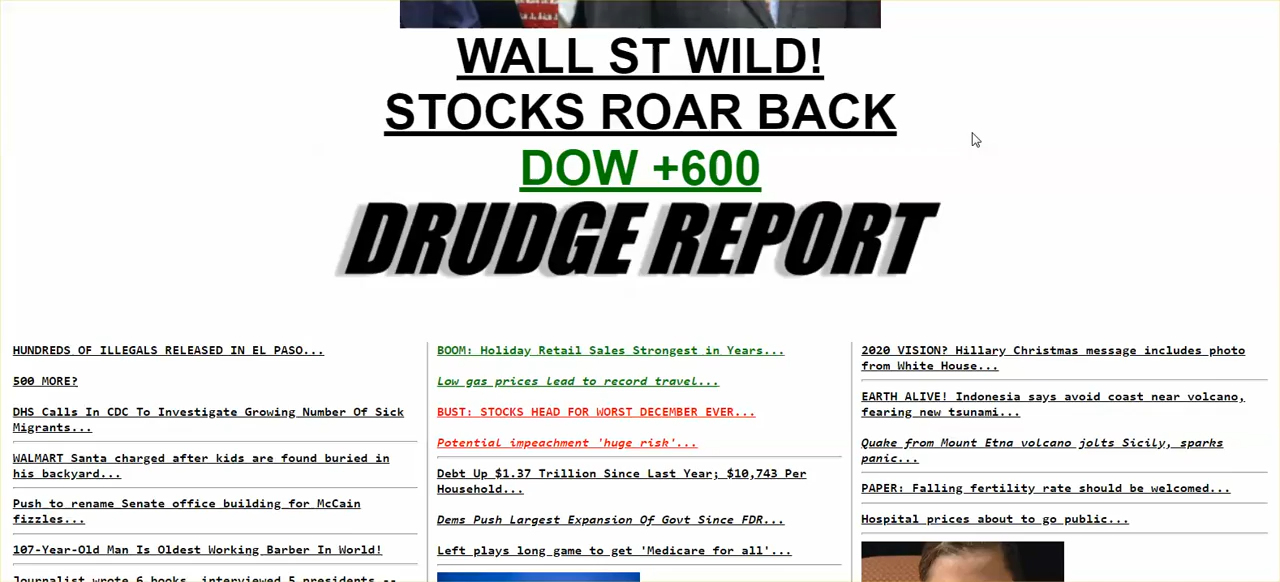 WALL ST WILD!
STOCKS ROAR BACK
DOW +600
DRUDGE REPORT
HUNDREDS OF ILLEGALS RELEASED IN EL PASO...
500 MORE?
DHS Calls In CDC To Investigate Growing Number Of Sick
Migrants...
WALMART Santa charged after kids are found buried in
his backyard...
Push to rename Senate office building for McCain
fizzles...
107-Year-Old Man Is Oldest Working Barber In World!
Journalist wrote 6 books, interviewed 5 presidents --
BOOM: Holiday Retail Sales Strongest in Years...
Low gas prices lead to record travel...
BUST: STOCKS HEAD FOR WORST DECEMBER EVER...
Potential impeachment 'huge risk'...
Debt Up $1.37 Trillion Since Last Year; $10,743 Per
Household...
Dems Push Largest Expansion Of Govt Since FDR...
Left plays long game to get 'Medicare for all'...
2020 VISION? Hillary Christmas message includes photo
from White House...
EARTH ALIVE! Indonesia says avoid coast near volcano,
fearing new tsunami...
Quake from Mount Etna volcano jolts Sicily, sparks
panic...
PAPER: Falling fertility rate should be welcomed...
Hospital prices about to go public...